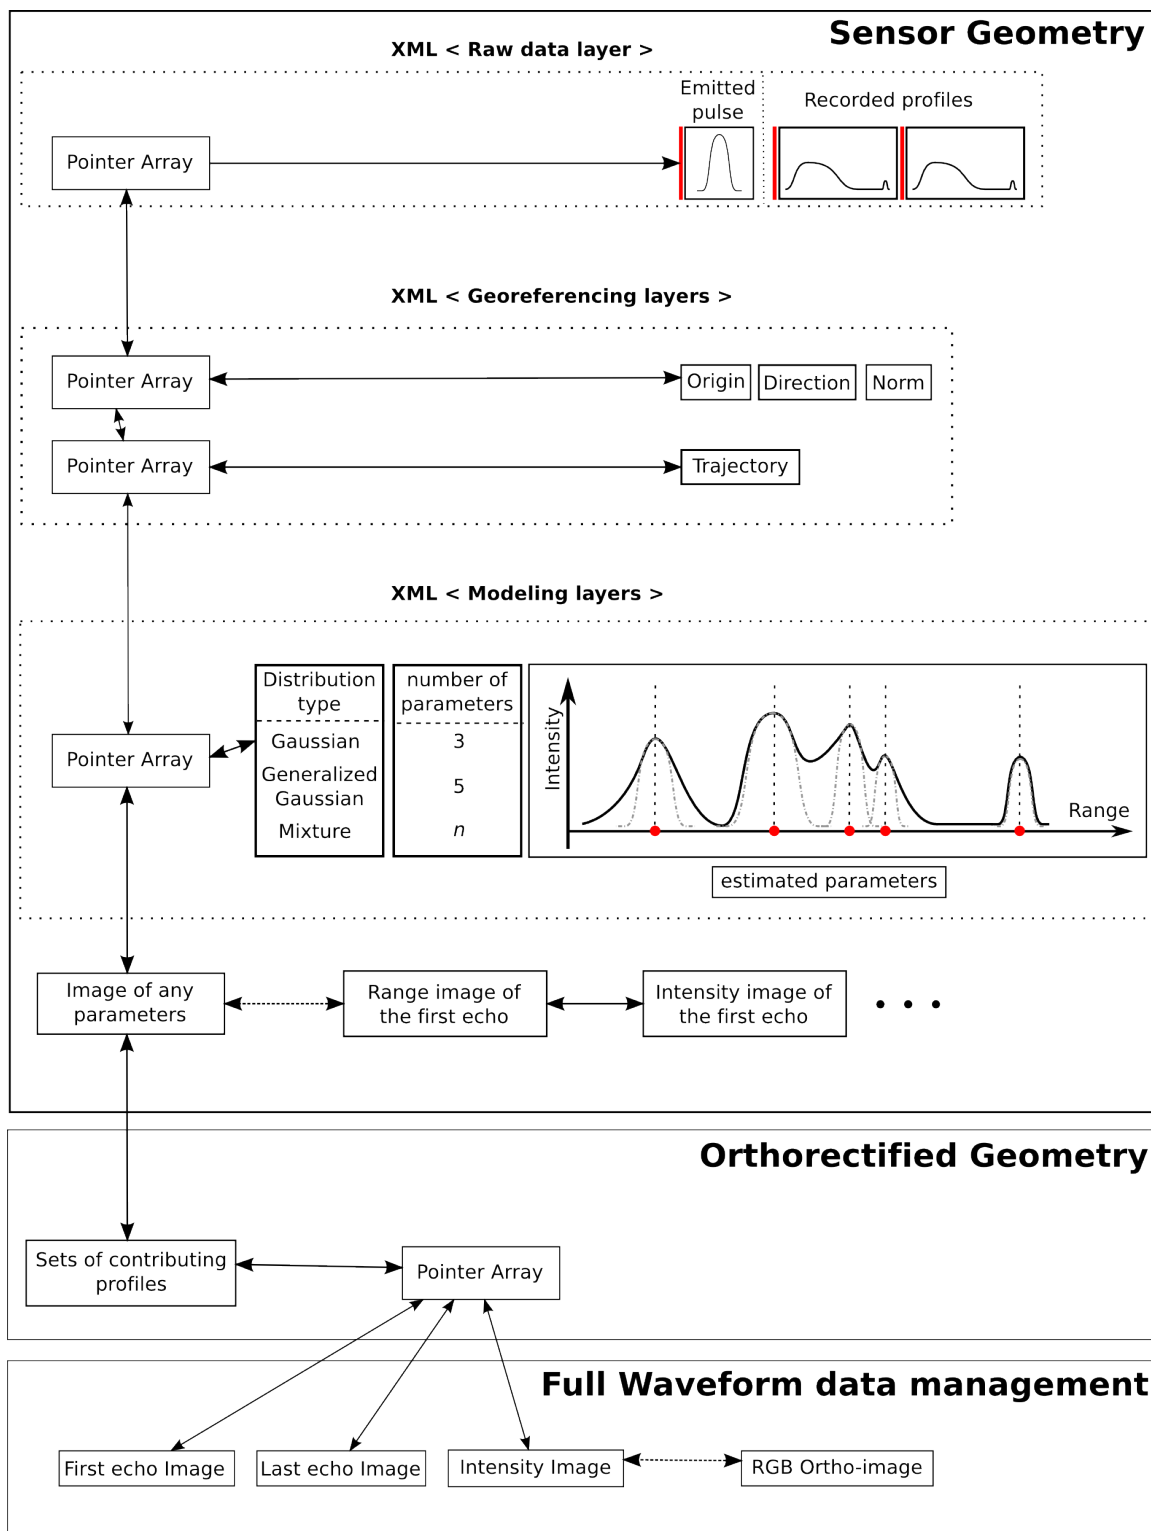 Sensor Geometry
XML < Raw data layer >
Emitted
pulse
Recorded profiles
Pointer Array
XML < Georeferencing layers >
Pointer Array
Origin
Direction
Norm
Pointer Array
Trajectory
XML < Modeling layers >
Pointer Array
Distribution
type
Gaussian
Generalized
Gaussian
Mixture
number of
parameters
3
5
n
Intensity
Range
estimated parameters
Image of any
parameters
Range image of
the first echo
Intensity image of
the first echo
• • •
Orthorectified Geometry
Sets of contributing
profiles
Pointer Array
Full Waveform data management
First echo Image
Last echo Image
Intensity Image
RGB Ortho-image